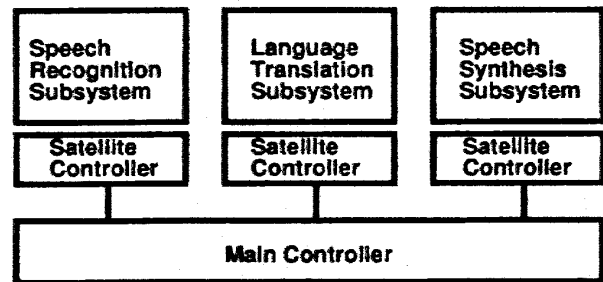 Speech
Recognition
Subsystem
Language
Translation
Subsystem
Speech
Synthesis
Subsystem
Satellite
Controller
Satellite
Controller
Satellite
Controller
Main Controller